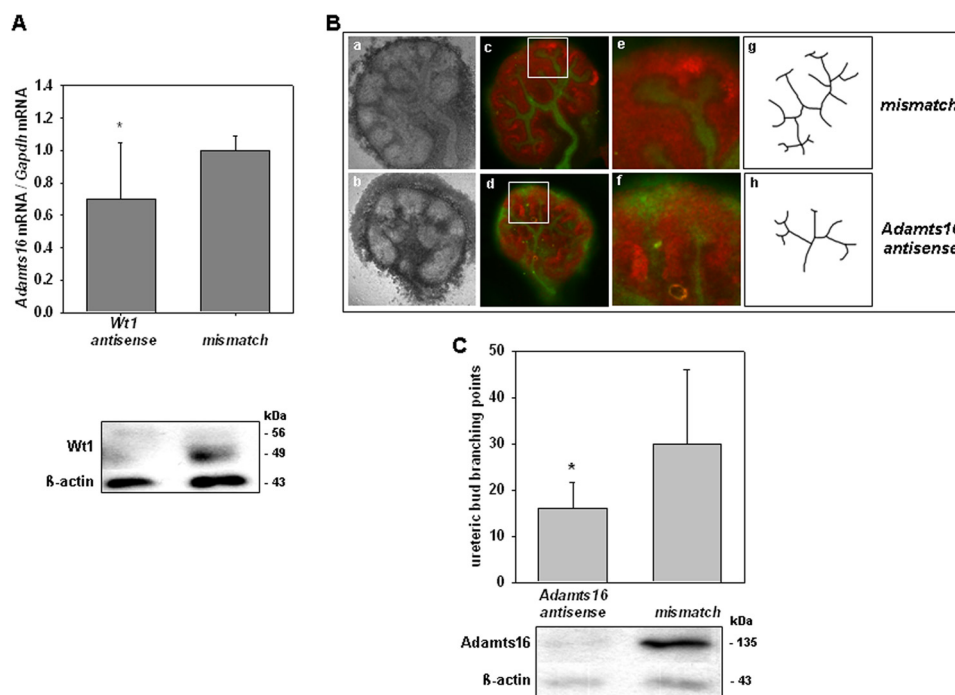 A
Adamts16 mRNA / Gapdh mRNA
1.4
1.2
1.0
0.8
0.6
0.4
0.2
0.0
*
Wt1
antisense
mismatch
kDa
Wt1
- 56
- 49
ß-actin
- 43
B
a
c
e
g
mismatch
b
d
f
h
Adamts16
antisense
C
ureteric bud branching points
50
40
30
20
10
0
*
Adamts16
antisense
mismatch
kDa
Adamts16
- 135
ß-actin
- 43